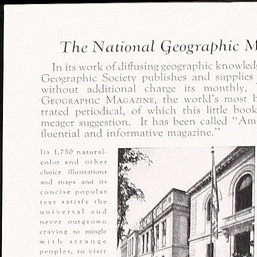 The National Geographic M
In its work of diffusing geographic knowled
Geographic Society publishes and supplies
without additional charge its monthly,
GEOGRAPHIC MAGAZINE, the world's most b
trated periodical, of which this little book
meager suggestion. It has been called "Am
fluential and informative magazine."
Its 1,750 natural-
color and other
choice illustrations
and maps and its
concise popular
text satisfy the
universal and
never outgrown
craving to mingle
with strange
peoples, to visit